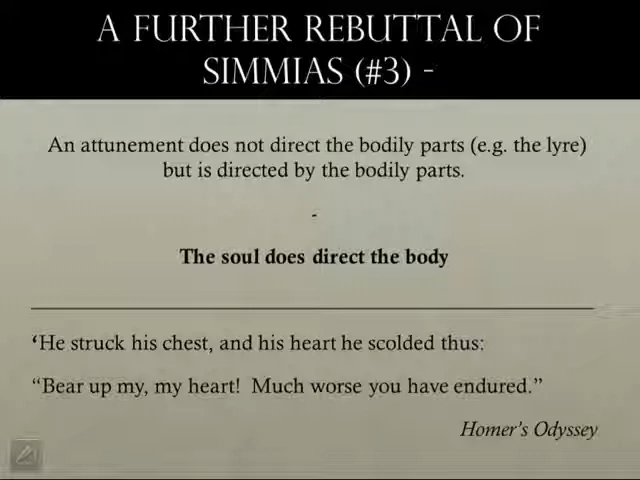 A FURTHER REBUTTAL OF
SIMMIAS (#3) -
An attunement does not direct the bodily parts (e.g. the lyre)
but is directed by the bodily parts.
-
The soul does direct the body
‘He struck his chest, and his heart he scolded thus:
“Bear up my, my heart!  Much worse you have endured.”
Homer’s Odyssey